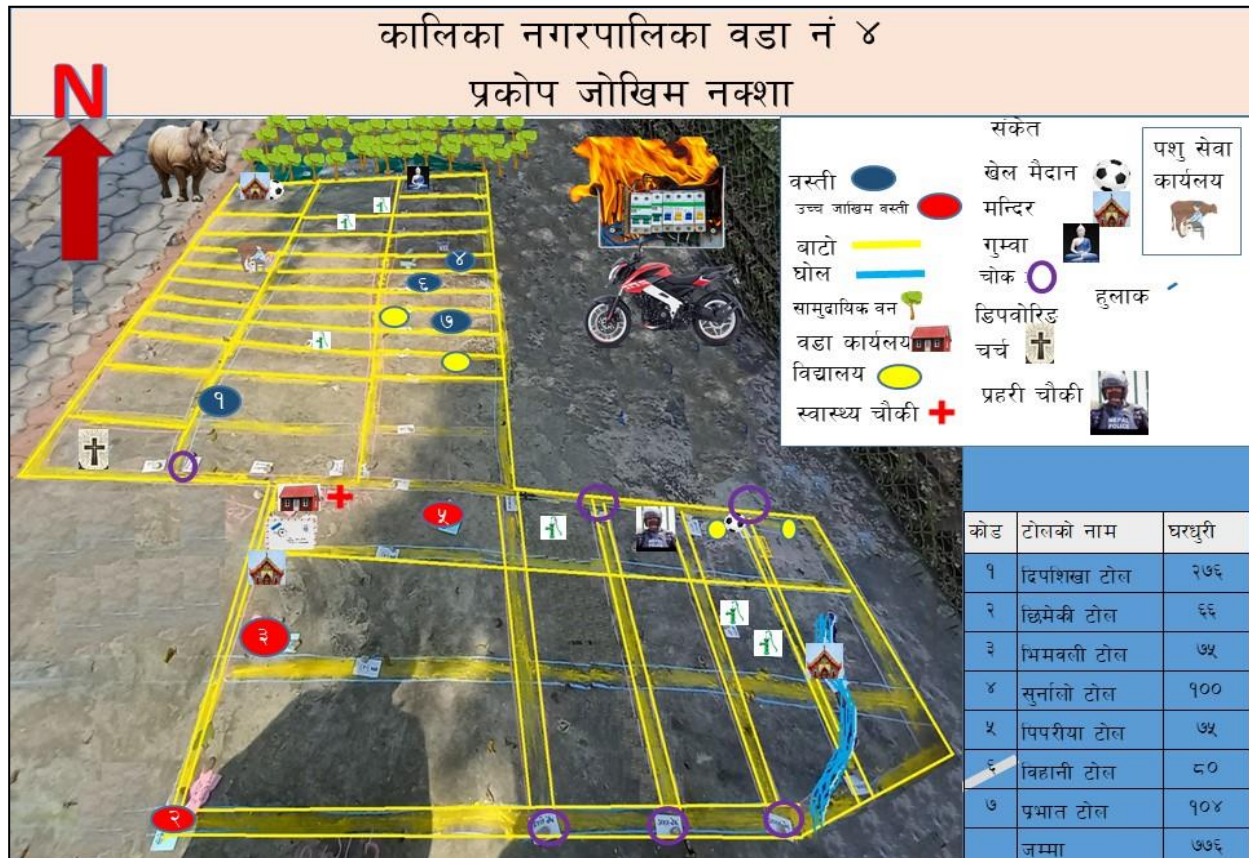 कालिका नगरपालिका वडा नं ४
प्रकोप जोखिम नक्शा
N
संकेत
वस्ती
उच्च जोखिम वस्ती
बाटो
घोल
सामुदायिक वन
वडा कार्यलय
विद्यालय
स्वास्थ्य चौकी
खेल मैदान
मन्दिर
गुम्वा
चोक
डिपवोरिङ
चर्च
प्रहरी चौकी
NEPAL
POLICE
हुलाक
पशु सेवा
कार्यलय
४
६
७
१
५
३
२
कोड टोलको नाम घरधुरी
१ दिपशिखा टोल २७६
२ छिमेकी टोल ६६
३ भिमवली टोल ७५
४ सुर्नालो टोल १००
५ पिपरीया टोल ७५
६ विहानी टोल ८०
७ प्रभात टोल १०४
जम्मा ७७६